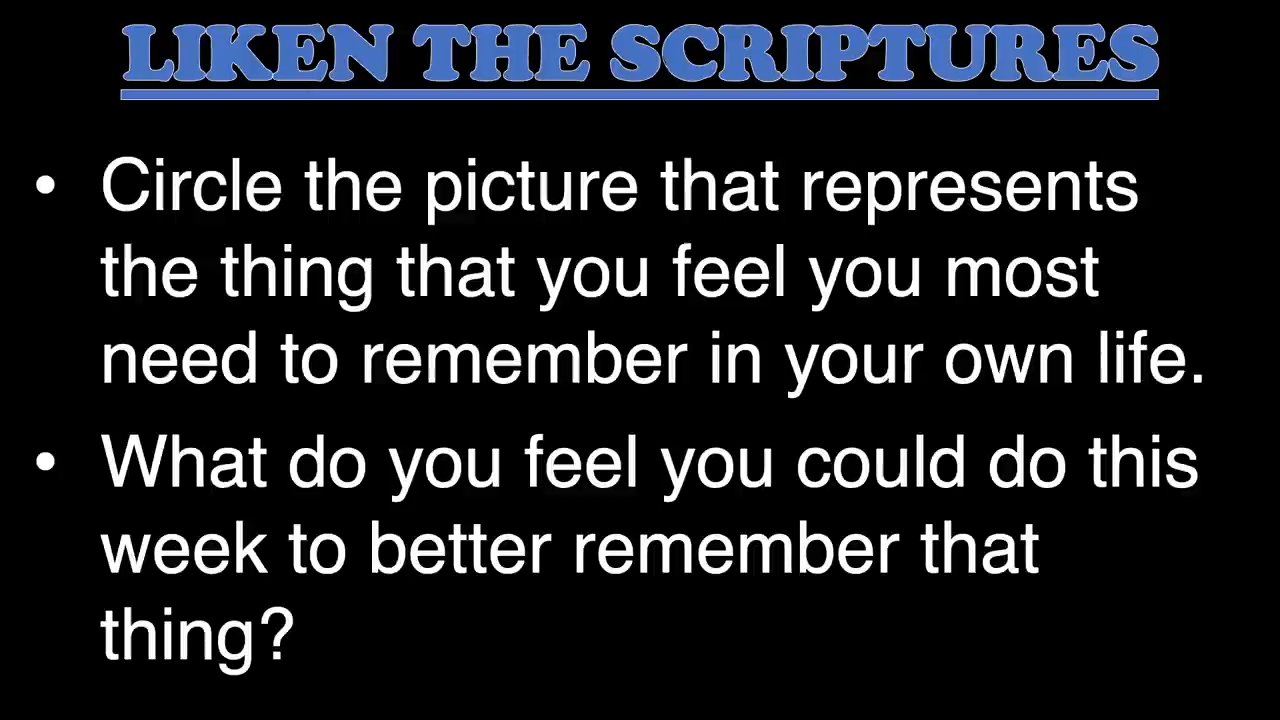 LIKEN THE SCRIPTURES
• Circle the picture that represents
the thing that you feel you most
need to remember in your own life.
• What do you feel you could do this
week to better remember that
thing?